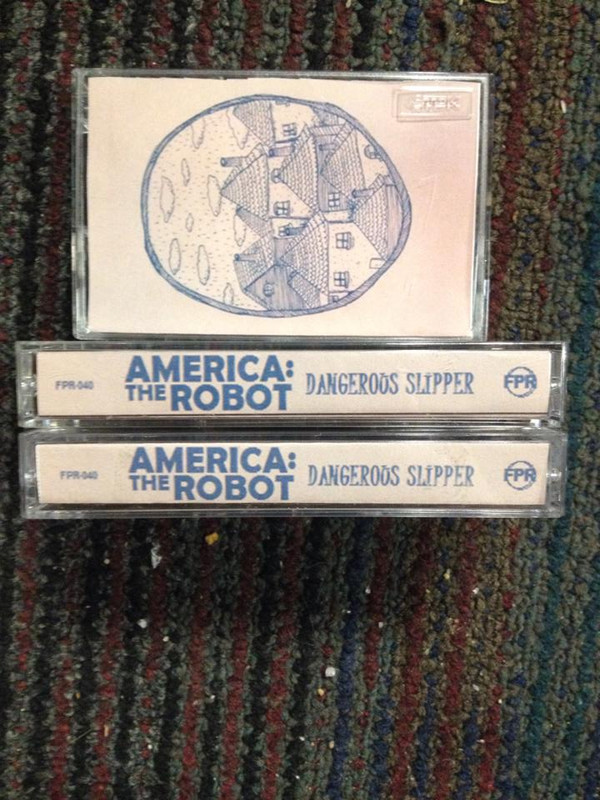 FPR-040
AMERICA:
THE ROBOT
DANGEROUS SLIPPER
FPR
FPR-040
AMERICA:
THE ROBOT
DANGEROUS SLIPPER
FPR